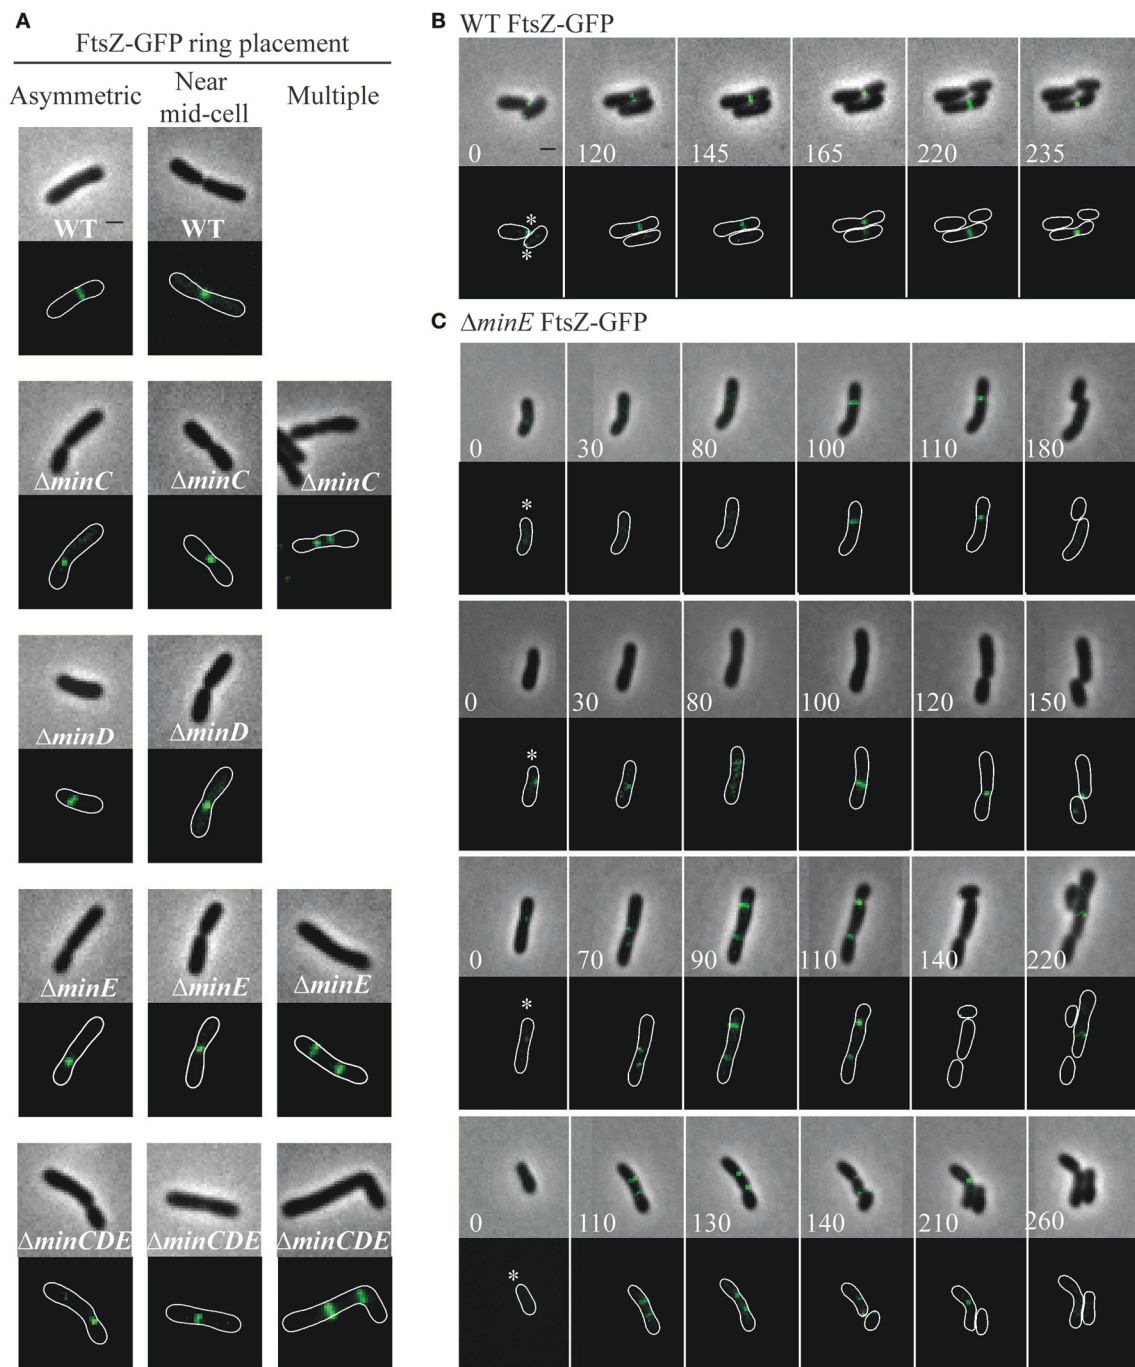 A
FtsZ-GFP ring placement
Asymmetric
Near
mid-cell
Multiple
WT
WT
ΔminC
ΔminC
ΔminC
ΔminD
ΔminD
ΔminE
ΔminE
ΔminE
ΔminCDE
ΔminCDE
ΔminCDE
B WT FtsZ-GFP
0 120 145 165 220 235
*
*
C ΔminE FtsZ-GFP
0 30 80 100 110 180
*
0 30 80 100 120 150
*
0 70 90 110 140 220
*
0 110 130 140 210 260
*